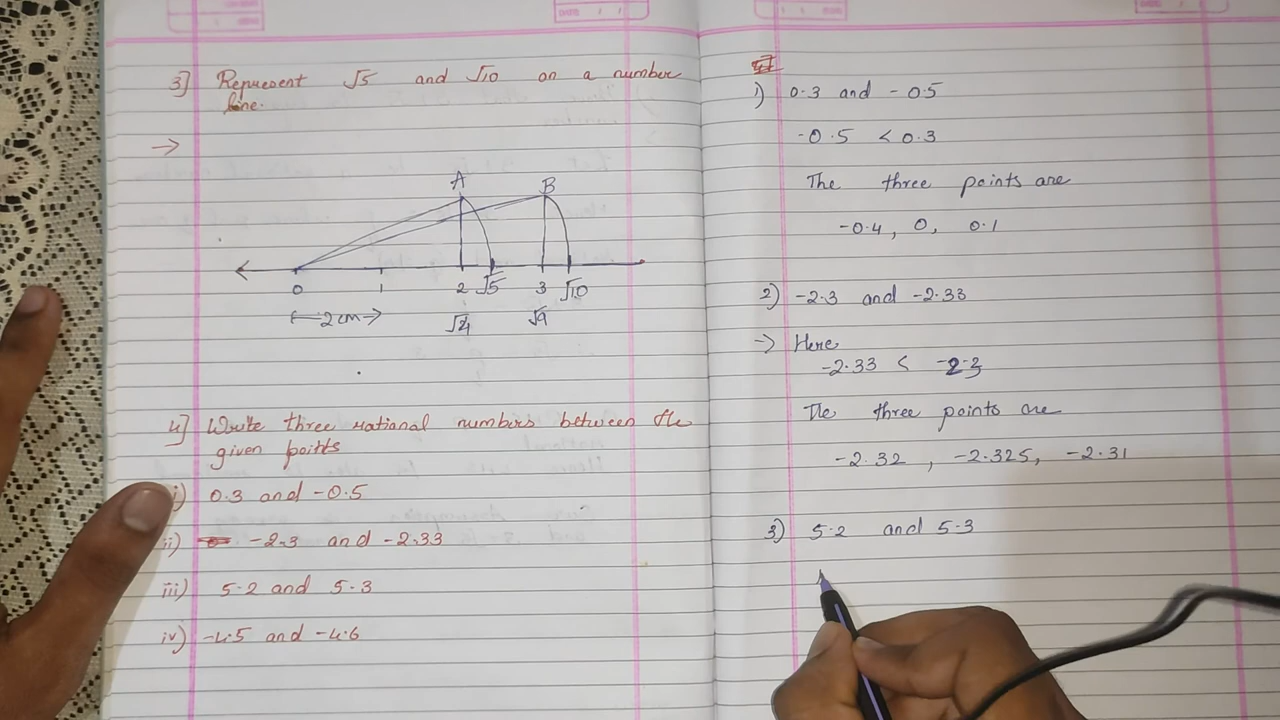 3] Represent √5 and √10 on a number
line.
→
A B
0 1 2 √5 3 √10
2 cm √4 √9
4] Write three rational numbers between the
given points
i) 0.3 and -0.5
ii) -2.3 and -2.33
iii) 5.2 and 5.3
iv) -4.5 and -4.6
1) 0.3 and -0.5
-0.5 < 0.3
The three points are
-0.4, 0, 0.1
2) -2.3 and -2.33
→ Here
-2.33 < -2.3
The three points are
-2.32, -2.325, -2.31
3) 5.2 and 5.3